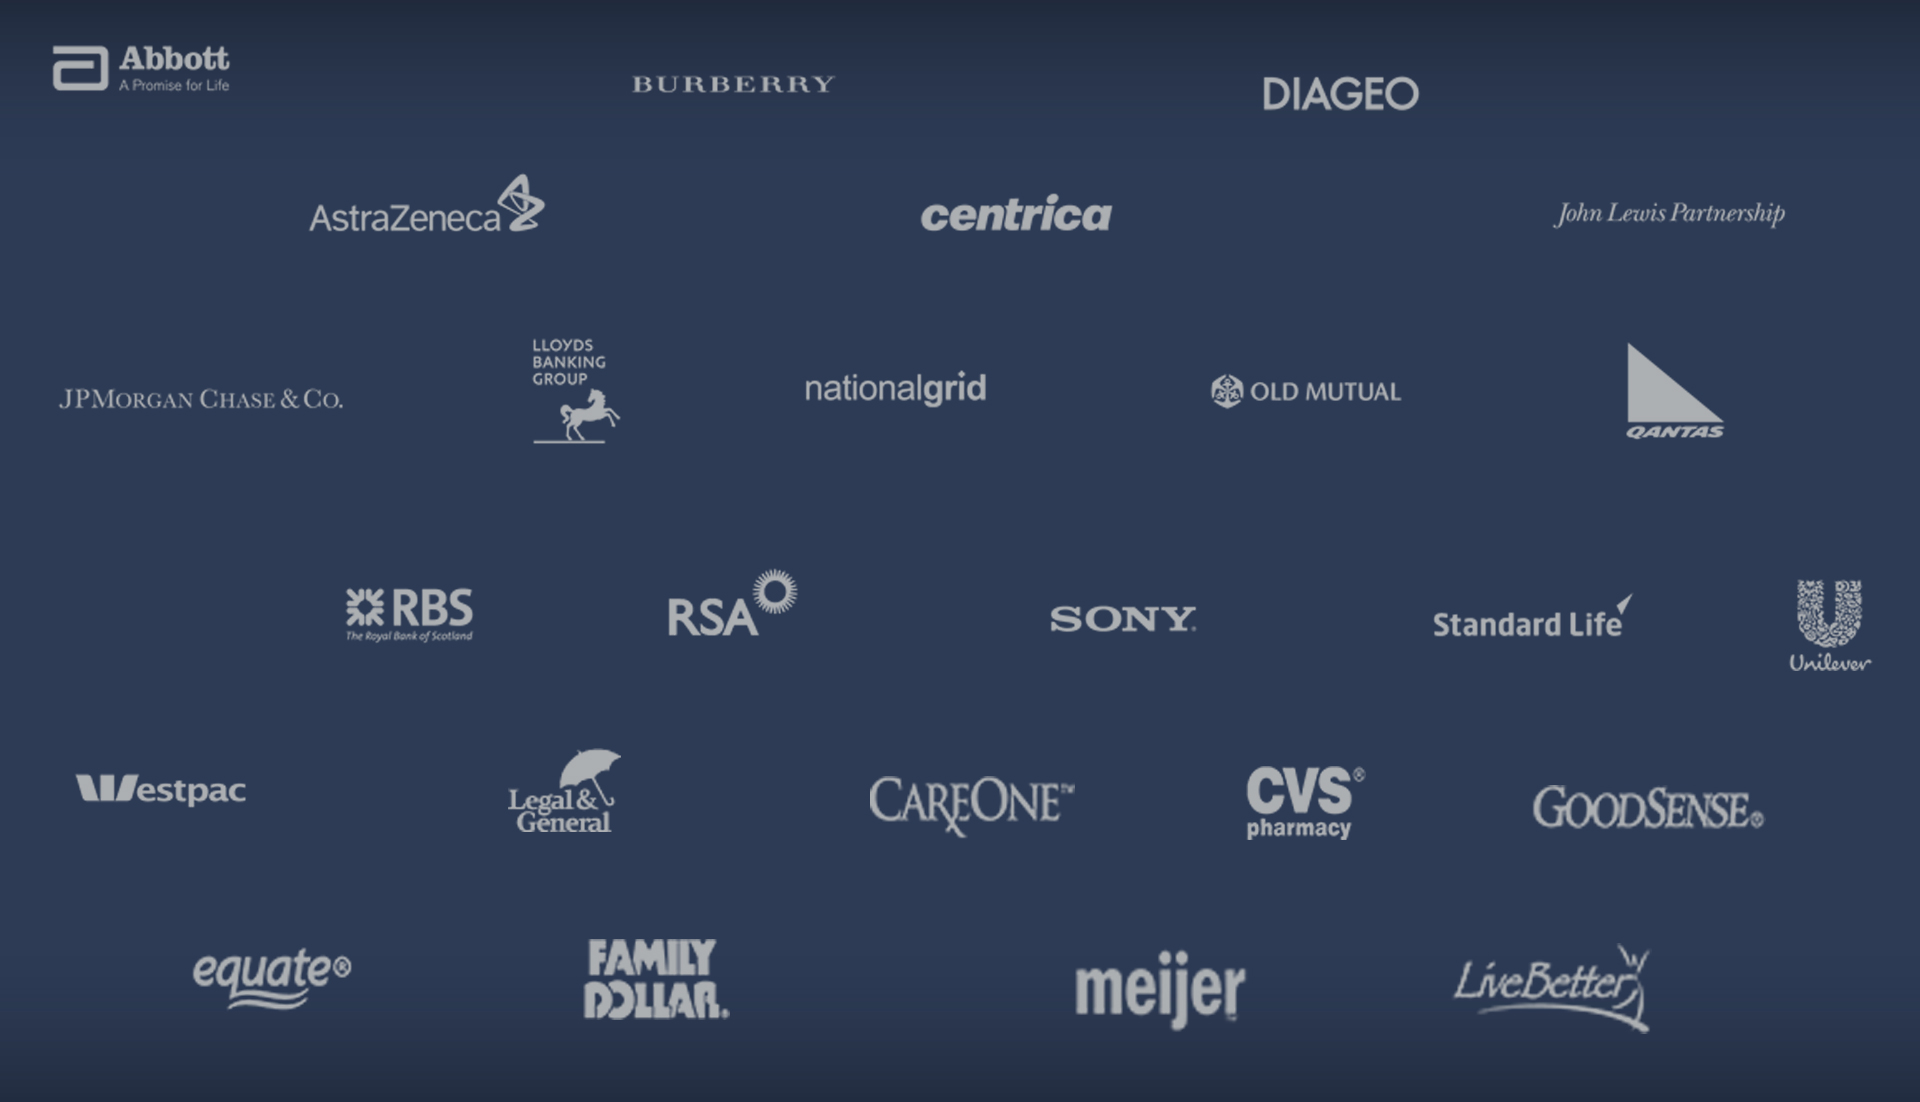 Abbott
A Promise for Life
BURBERRY
DIAGEO
AstraZeneca
centrica
John Lewis Partnership
JPMORGAN CHASE & CO.
LLOYDS
BANKING
GROUP
nationalgrid
OLD MUTUAL
QANTAS
RBS
The Royal Bank of Scotland
RSA
SONY
Standard Life
Unilever
Westpac
Legal &
General
CAREONE™
CVS®
pharmacy
GOODSENSE®
equate®
FAMILY
DOLLAR®
meijer
LiveBetter